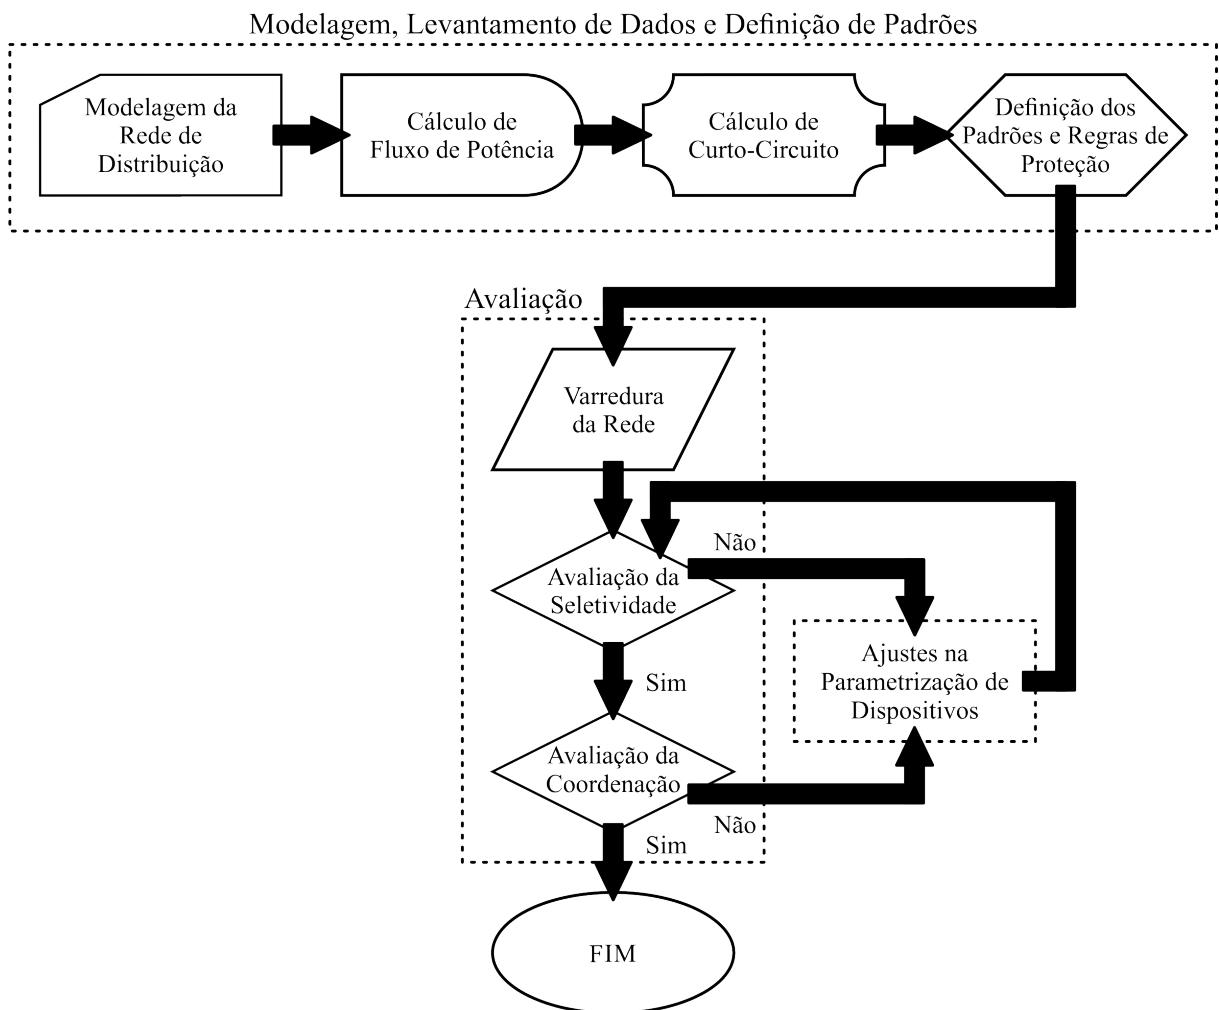 Modelagem, Levantamento de Dados e Definição de Padrões
Modelagem da
Rede de
Distribuição
Cálculo de
Fluxo de Potência
Cálculo de
Curto-Circuito
Definição dos
Padrões e Regras de
Proteção
Avaliação
Varredura
da Rede
Não
Avaliação da
Seletividade
Sim
Ajustes na
Parametrização de
Dispositivos
Avaliação da
Coordenação
Não
Sim
FIM